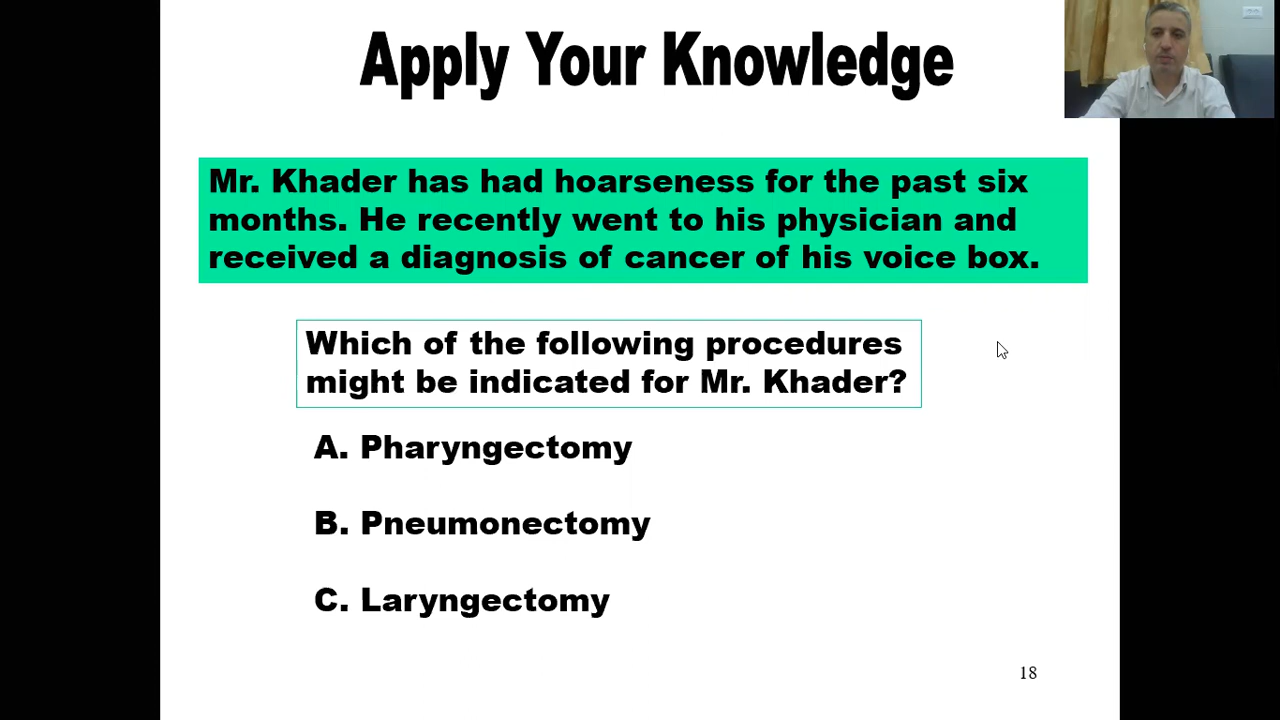 Apply Your Knowledge
Mr. Khader has had hoarseness for the past six
months. He recently went to his physician and
received a diagnosis of cancer of his voice box.
Which of the following procedures
might be indicated for Mr. Khader?
A. Pharyngectomy
B. Pneumonectomy
C. Laryngectomy
18